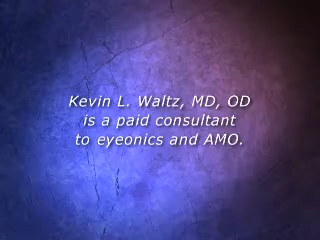 Kevin L. Waltz, MD, OD
is a paid consultant
to eyeonics and AMO.